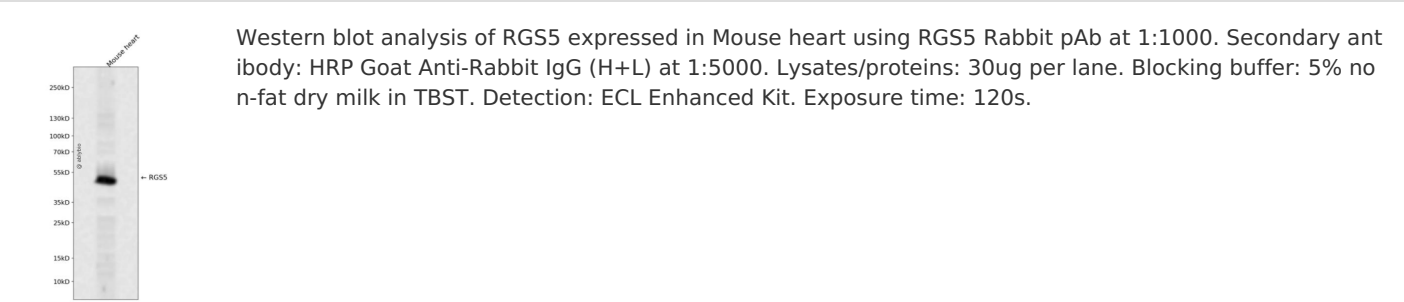 Mouse heart
Western blot analysis of RGS5 expressed in Mouse heart using RGS5 Rabbit pAb at 1:1000. Secondary ant
ibody: HRP Goat Anti-Rabbit IgG (H+L) at 1:5000. Lysates/proteins: 30ug per lane. Blocking buffer: 5% no
n-fat dry milk in TBST. Detection: ECL Enhanced Kit. Exposure time: 120s.
250kD
130kD
100kD
70kD
55kD
← RGS5
35kD
25kD
15kD
10kD